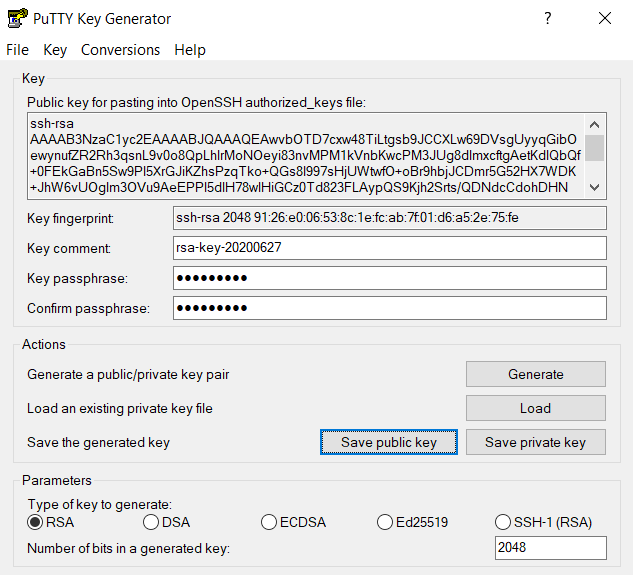 PuTTY Key Generator
File Key Conversions Help
Key
Public key for pasting into OpenSSH authorized_keys file:
ssh-rsa
AAAAB3NzaC1yc2EAAAABJQAAAQEAwvbOTD7cxw48TiLtgsb9JCCXLw69DVsgUyyqGibO
ewynufZR2Rh3qsnL9v0o8QpLhlrMoNOeyi83nvMPM1kVnbKwcPM3JUg8dlmxcftgAetKdlQbQf
+0FEkGaBn5Sw9Pl5XrGJiKZhsPzqTko+QGs8l997sHjUWtwfO+oBr9hbjJCDmr5G52HX7WDK
+JhW6vUOglm3OVu9AeEPPl5dlH78wlHiGCz0Td823FLAypQS9Kjh2Srts/QDNdcCdohDHN
Key fingerprint:
ssh-rsa 2048 91:26:e0:06:53:8c:1e:fc:ab:7f:01:d6:a5:2e:75:fe
Key comment:
rsa-key-20200627
Key passphrase:
●●●●●●●●●
Confirm passphrase:
●●●●●●●●●
Actions
Generate a public/private key pair
Generate
Load an existing private key file
Load
Save the generated key
Save public key
Save private key
Parameters
Type of key to generate:
RSA DSA ECDSA Ed25519 SSH-1 (RSA)
Number of bits in a generated key:
2048